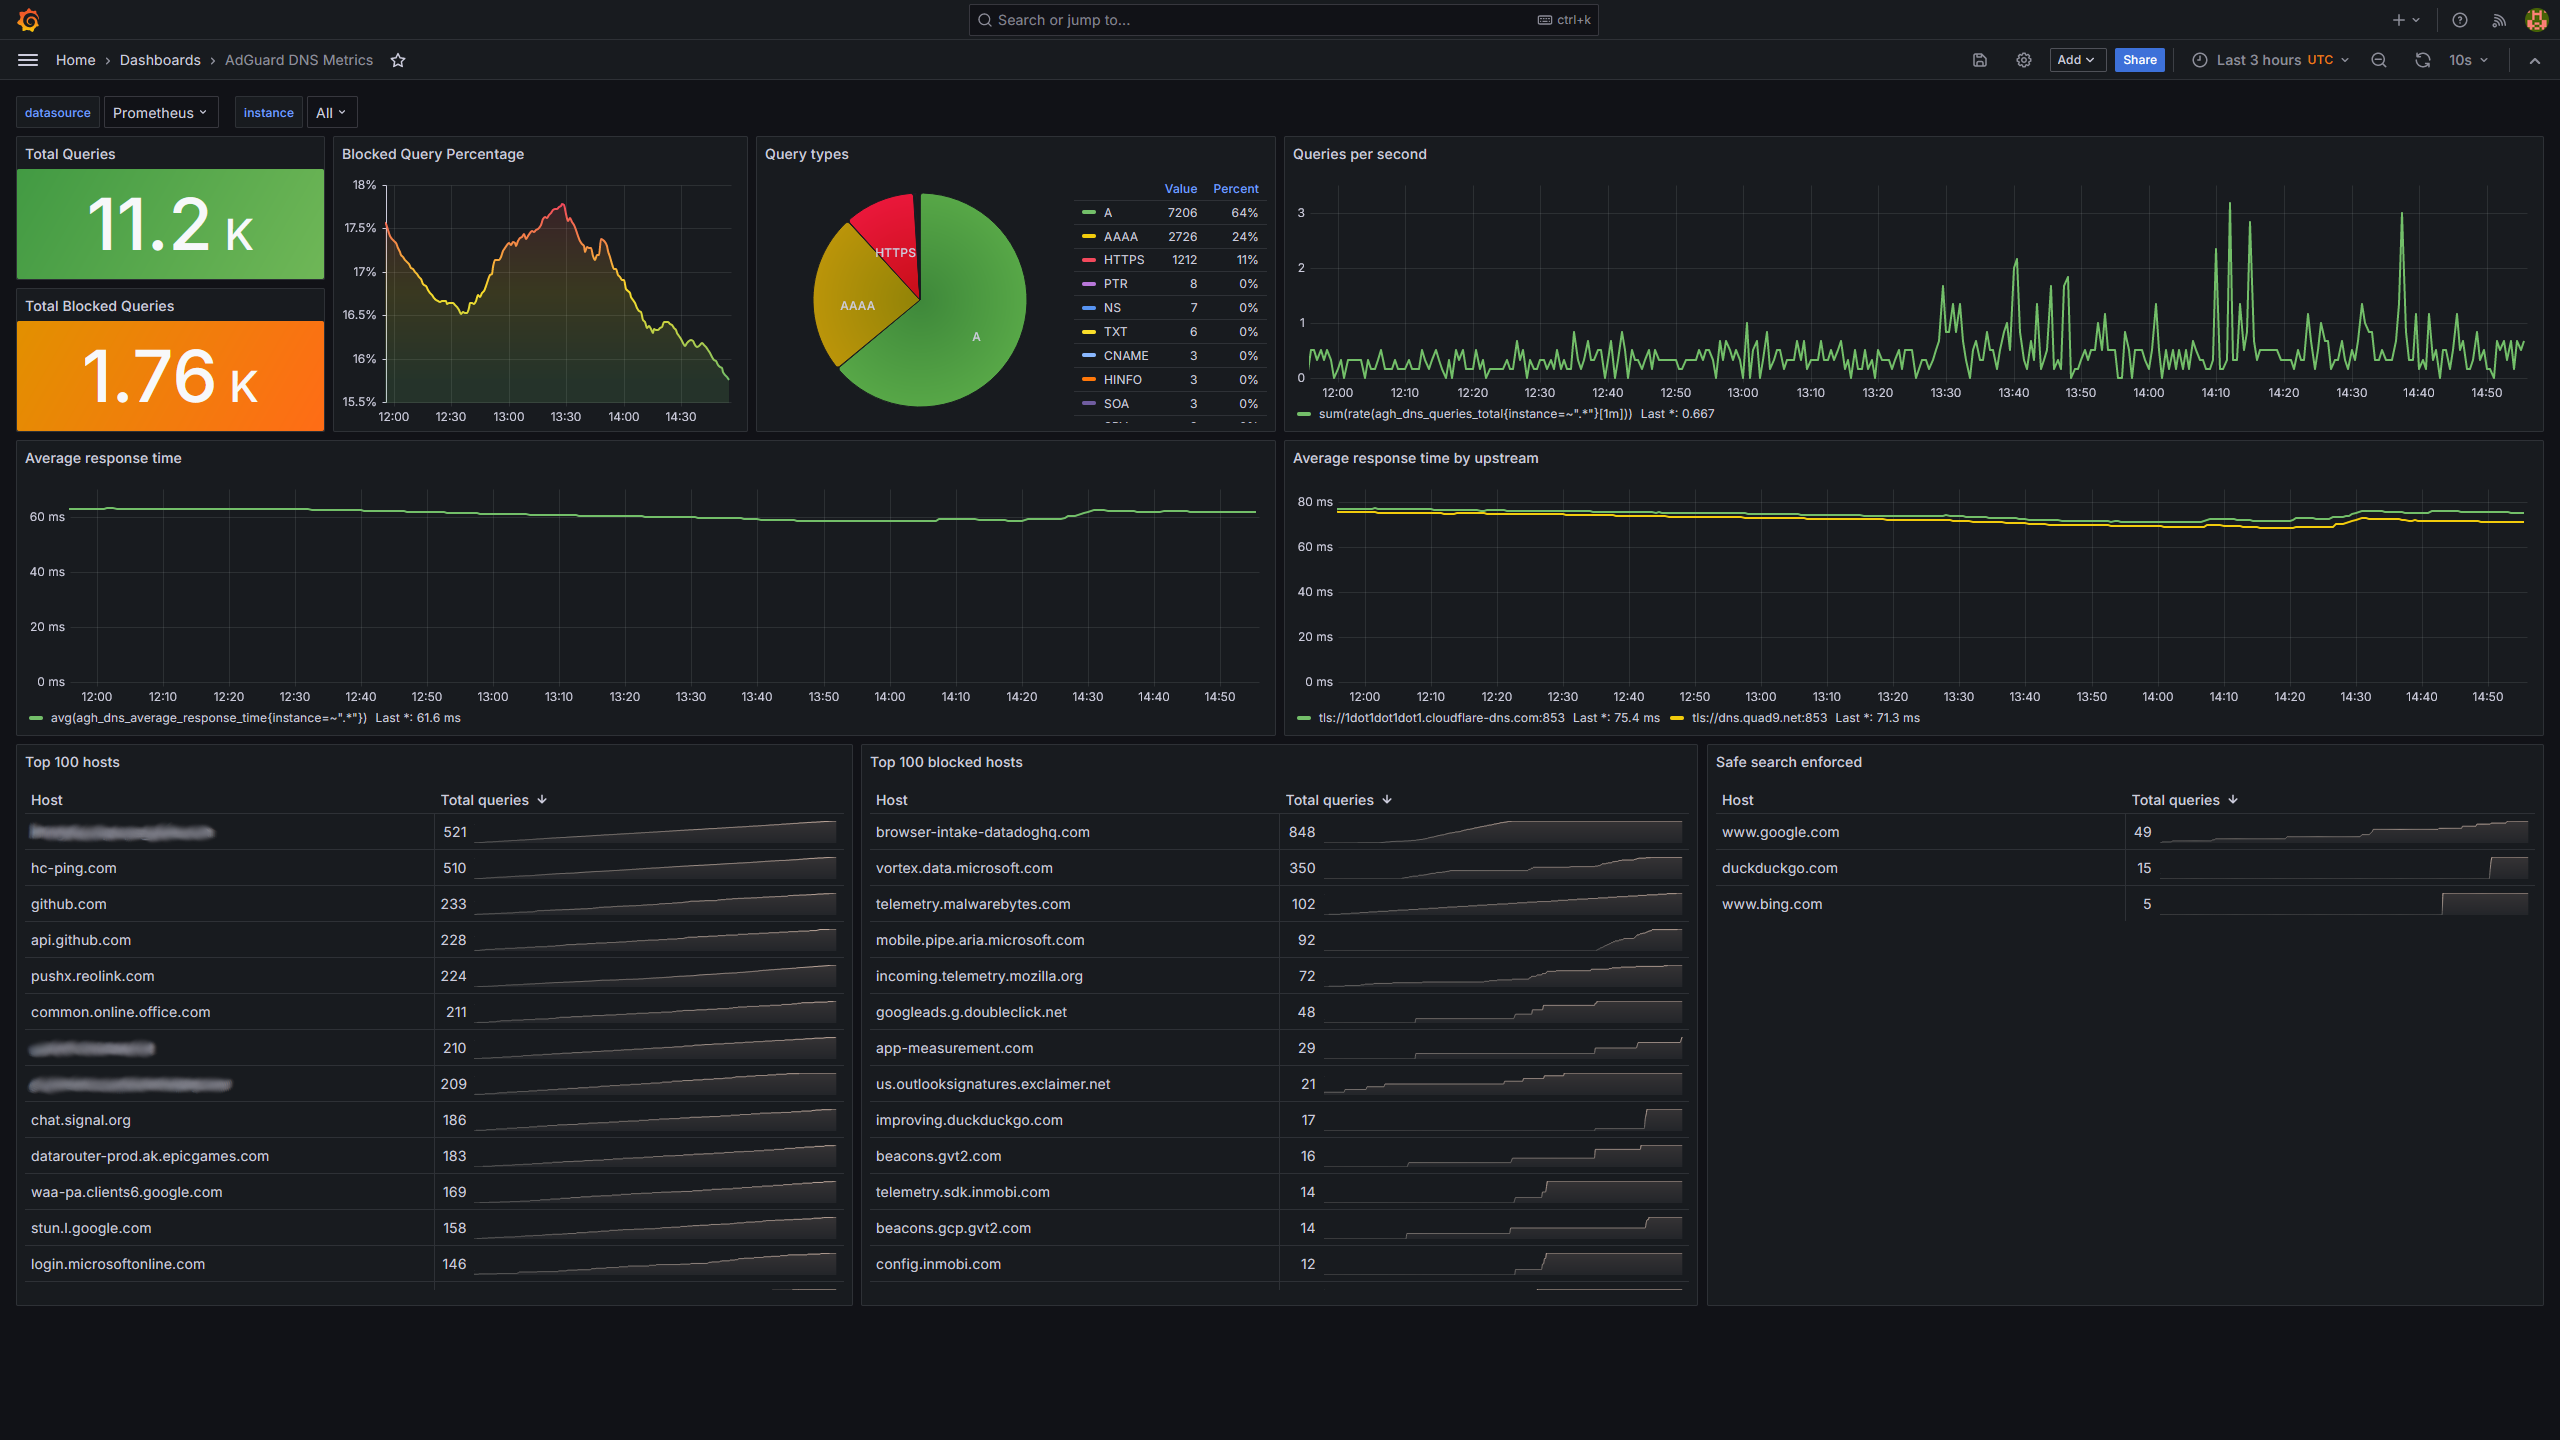 Search or jump to... ctrl+k
Home › Dashboards › AdGuard DNS Metrics
Add
Share
Last 3 hours UTC
10s
datasource Prometheus instance All
Total Queries
11.2 K
Total Blocked Queries
1.76 K
Blocked Query Percentage
18%
17.5%
17%
16.5%
16%
15.5%
12:00 12:30 13:00 13:30 14:00 14:30
Query types
HTTPS
AAAA
A
Value Percent
A 7206 64%
AAAA 2726 24%
HTTPS 1212 11%
PTR 8 0%
NS 7 0%
TXT 6 0%
CNAME 3 0%
HINFO 3 0%
SOA 3 0%
Queries per second
3
2
1
0
12:00 12:10 12:20 12:30 12:40 12:50 13:00 13:10 13:20 13:30 13:40 13:50 14:00 14:10 14:20 14:30 14:40 14:50
sum(rate(agh_dns_queries_total{instance=~".*"}[1m])) Last *: 0.667
Average response time
60 ms
40 ms
20 ms
0 ms
12:00 12:10 12:20 12:30 12:40 12:50 13:00 13:10 13:20 13:30 13:40 13:50 14:00 14:10 14:20 14:30 14:40 14:50
avg(agh_dns_average_response_time{instance=~".*"}) Last *: 61.6 ms
Average response time by upstream
80 ms
60 ms
40 ms
20 ms
0 ms
12:00 12:10 12:20 12:30 12:40 12:50 13:00 13:10 13:20 13:30 13:40 13:50 14:00 14:10 14:20 14:30 14:40 14:50
tls://1dot1dot1dot1.cloudflare-dns.com:853 Last *: 75.4 ms tls://dns.quad9.net:853 Last *: 71.3 ms
Top 100 hosts
Host Total queries
521
hc-ping.com 510
github.com 233
api.github.com 228
pushx.reolink.com 224
common.online.office.com 211
210
209
chat.signal.org 186
datarouter-prod.ak.epicgames.com 183
waa-pa.clients6.google.com 169
stun.l.google.com 158
login.microsoftonline.com 146
Top 100 blocked hosts
Host Total queries
browser-intake-datadoghq.com 848
vortex.data.microsoft.com 350
telemetry.malwarebytes.com 102
mobile.pipe.aria.microsoft.com 92
incoming.telemetry.mozilla.org 72
googleads.g.doubleclick.net 48
app-measurement.com 29
us.outlooksignatures.exclaimer.net 21
improving.duckduckgo.com 17
beacons.gvt2.com 16
telemetry.sdk.inmobi.com 14
beacons.gcp.gvt2.com 14
config.inmobi.com 12
Safe search enforced
Host Total queries
www.google.com 49
duckduckgo.com 15
www.bing.com 5